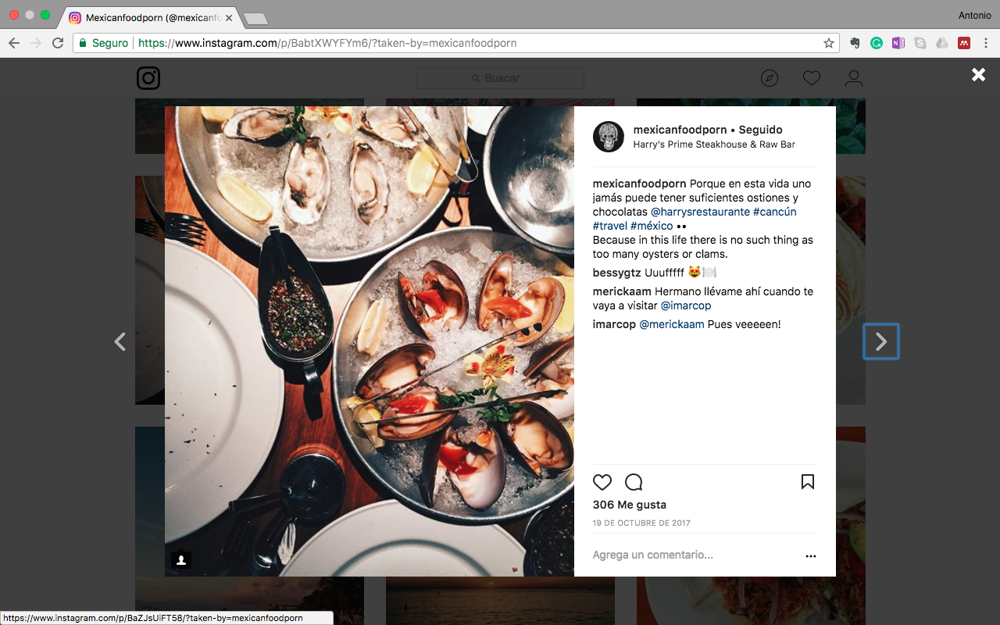 Mexicanfoodporn (@mexicanfo
Antonio
Seguro
https://www.instagram.com/p/BabtXWYFYm6/?taken-by=mexicanfoodporn
Buscar
mexicanfoodporn • Seguido
Harry's Prime Steakhouse & Raw Bar
mexicanfoodporn Porque en esta vida uno
jamás puede tener suficientes ostiones y
chocolatas @harrysrestaurante #cancún
#travel #méxico ••
Because in this life there is no such thing as
too many oysters or clams.
bessygtz Uuufffff 😻🍽
merickaam Hermano llévame ahí cuando te
vaya a visitar @imarcop
imarcop @merickaam Pues veeeeen!
306 Me gusta
19 DE OCTUBRE DE 2017
Agrega un comentario...
https://www.instagram.com/p/BaZJsUiFT58/?taken-by=mexicanfoodporn